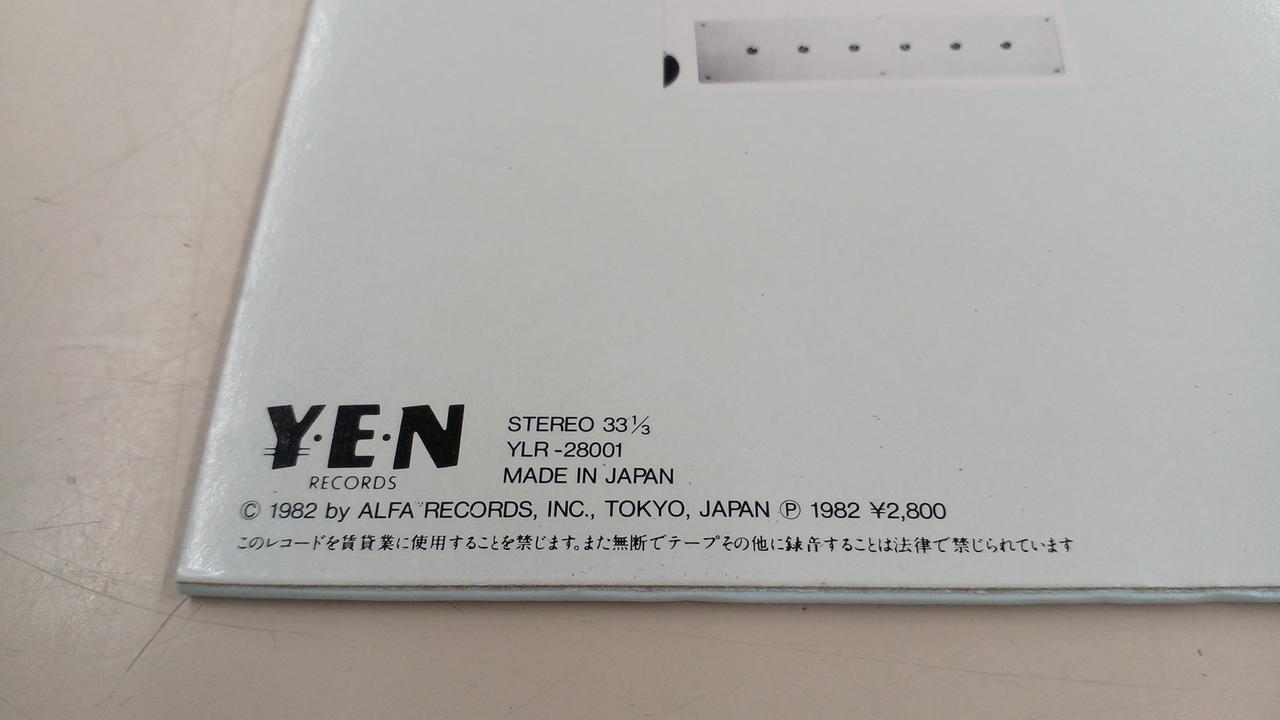 Y·E·N
RECORDS
STEREO 33⅓
YLR-28001
MADE IN JAPAN
© 1982 by ALFA RECORDS, INC., TOKYO, JAPAN ℗ 1982 ¥2,800
このレコードを賃貸業に使用することを禁じます。また無断でテープその他に録音することは法律で禁じられています